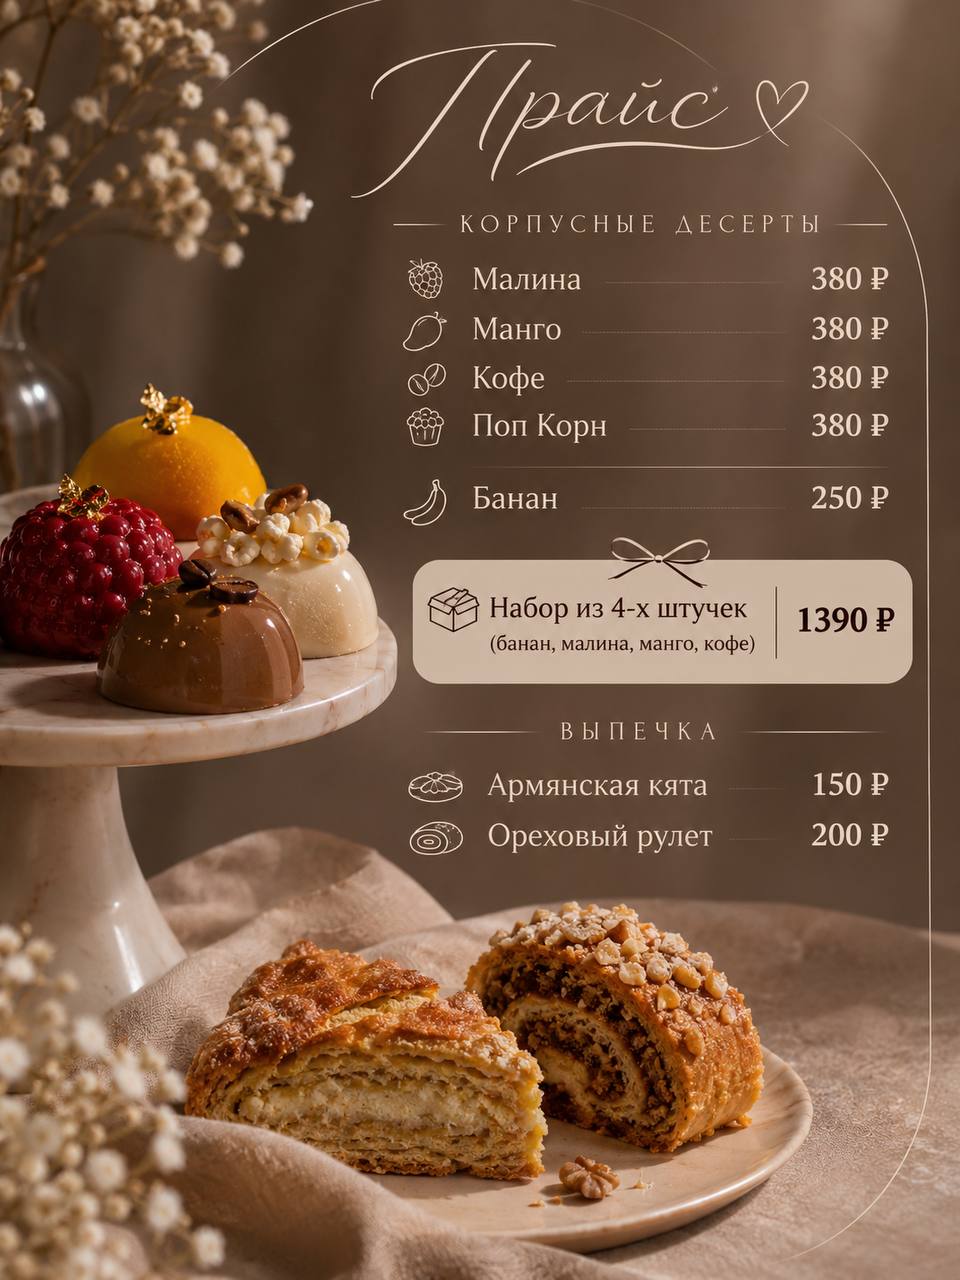 Прайс
КОРПУСНЫЕ ДЕСЕРТЫ
Малина 380 ₽
Манго 380 ₽
Кофе 380 ₽
Поп Корн 380 ₽
Банан 250 ₽
Набор из 4-х штучек 1390 ₽
(банан, малина, манго, кофе)
ВЫПЕЧКА
Армянская кята 150 ₽
Ореховый рулет 200 ₽